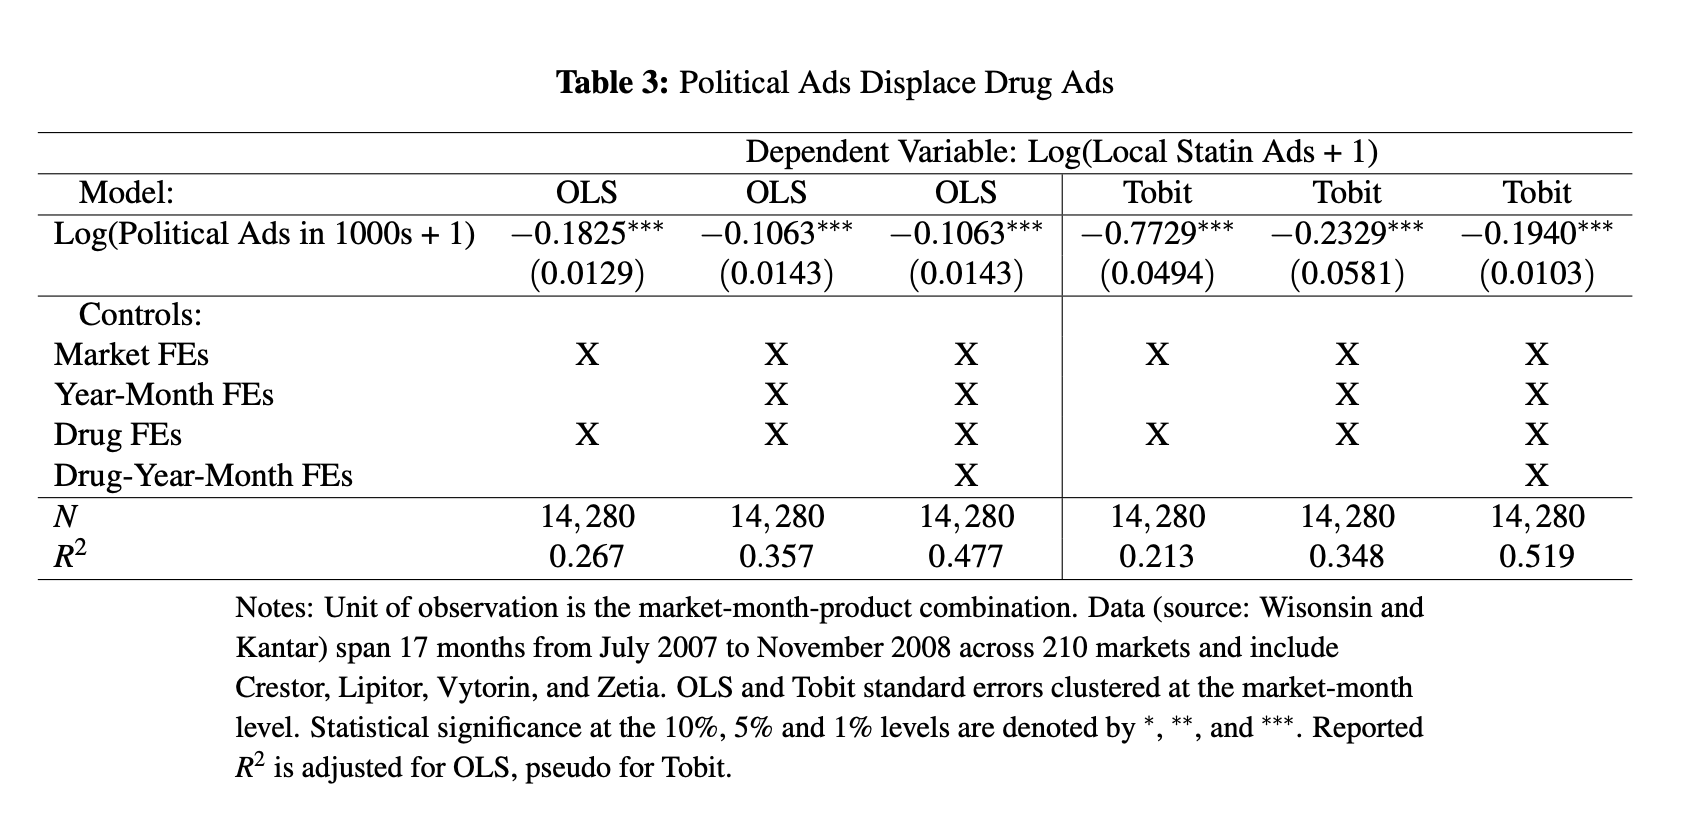 Table 3: Political Ads Displace Drug Ads
Dependent Variable: Log(Local Statin Ads + 1)
Model: OLS OLS OLS Tobit Tobit Tobit
Log(Political Ads in 1000s + 1) −0.1825*** −0.1063*** −0.1063*** −0.7729*** −0.2329*** −0.1940***
(0.0129) (0.0143) (0.0143) (0.0494) (0.0581) (0.0103)
Controls:
Market FEs X X X X X X
Year-Month FEs X X X X
Drug FEs X X X X X X
Drug-Year-Month FEs X X
N 14,280 14,280 14,280 14,280 14,280 14,280
R² 0.267 0.357 0.477 0.213 0.348 0.519
Notes: Unit of observation is the market-month-product combination. Data (source: Wisonsin and
Kantar) span 17 months from July 2007 to November 2008 across 210 markets and include
Crestor, Lipitor, Vytorin, and Zetia. OLS and Tobit standard errors clustered at the market-month
level. Statistical significance at the 10%, 5% and 1% levels are denoted by *, **, and ***. Reported
R² is adjusted for OLS, pseudo for Tobit.